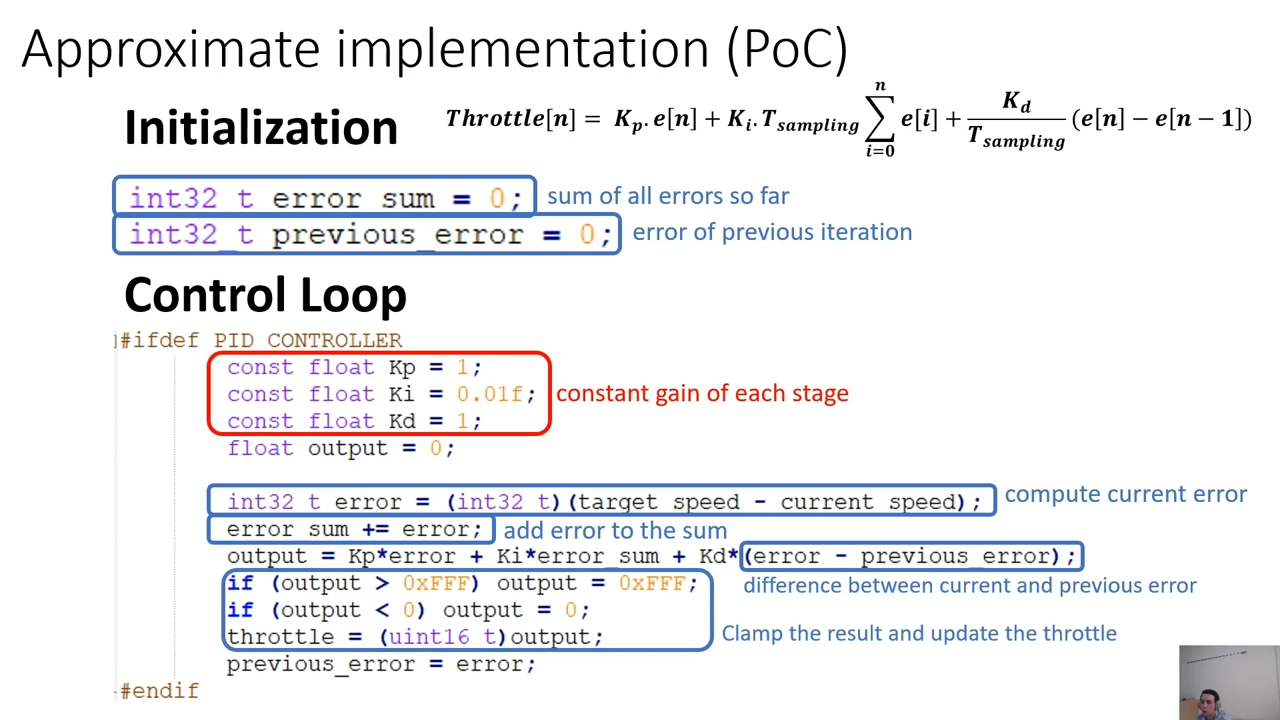 Approximate implementation (PoC)
Initialization
Throttle[n] = K_p. e[n] + K_i. T_sampling ∑_{i=0}^{n} e[i] + K_d / T_sampling (e[n] − e[n − 1])
int32_t error_sum = 0; sum of all errors so far
int32_t previous_error = 0; error of previous iteration
Control Loop
#ifdef PID_CONTROLLER
const float Kp = 1;
const float Ki = 0.01f; constant gain of each stage
const float Kd = 1;
float output = 0;
int32_t error = (int32_t)(target_speed - current_speed); compute current error
error_sum += error; add error to the sum
output = Kp*error + Ki*error_sum + Kd*(error - previous_error);
if (output > 0xFFF) output = 0xFFF; difference between current and previous error
if (output < 0) output = 0;
throttle = (uint16_t)output; Clamp the result and update the throttle
previous_error = error;
#endif